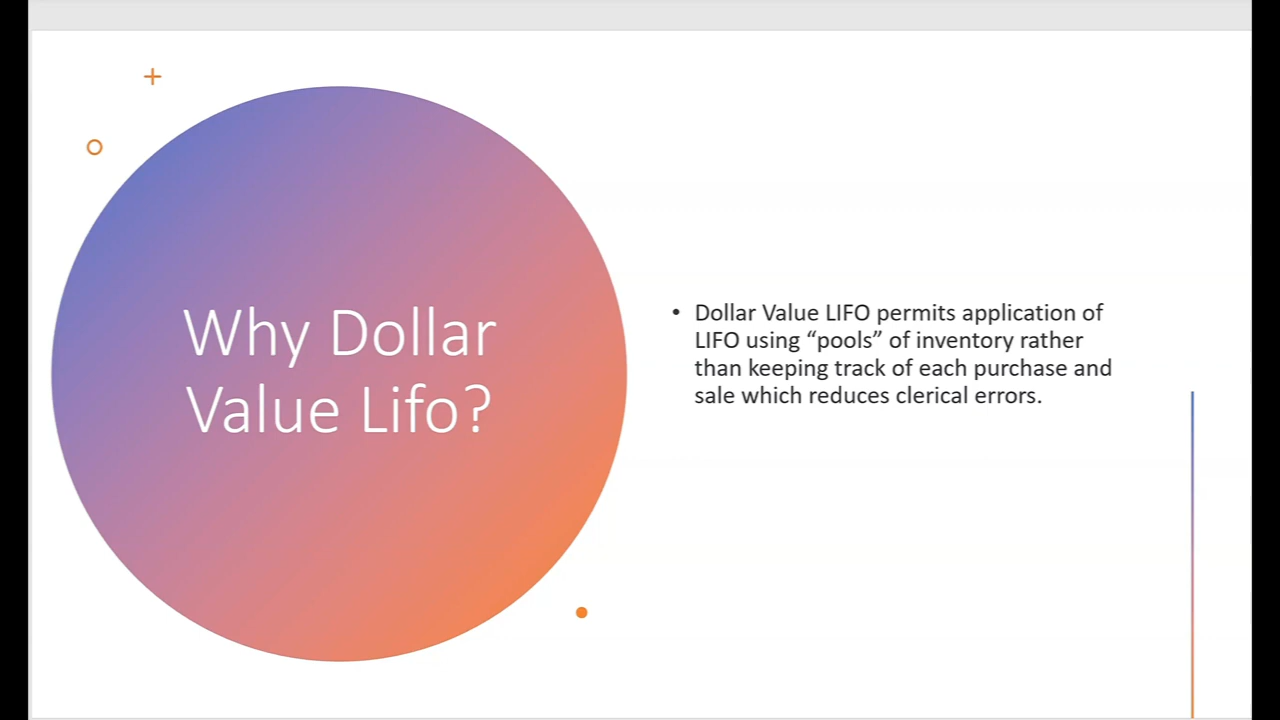 Why Dollar
Value Lifo?
• Dollar Value LIFO permits application of
LIFO using “pools” of inventory rather
than keeping track of each purchase and
sale which reduces clerical errors.